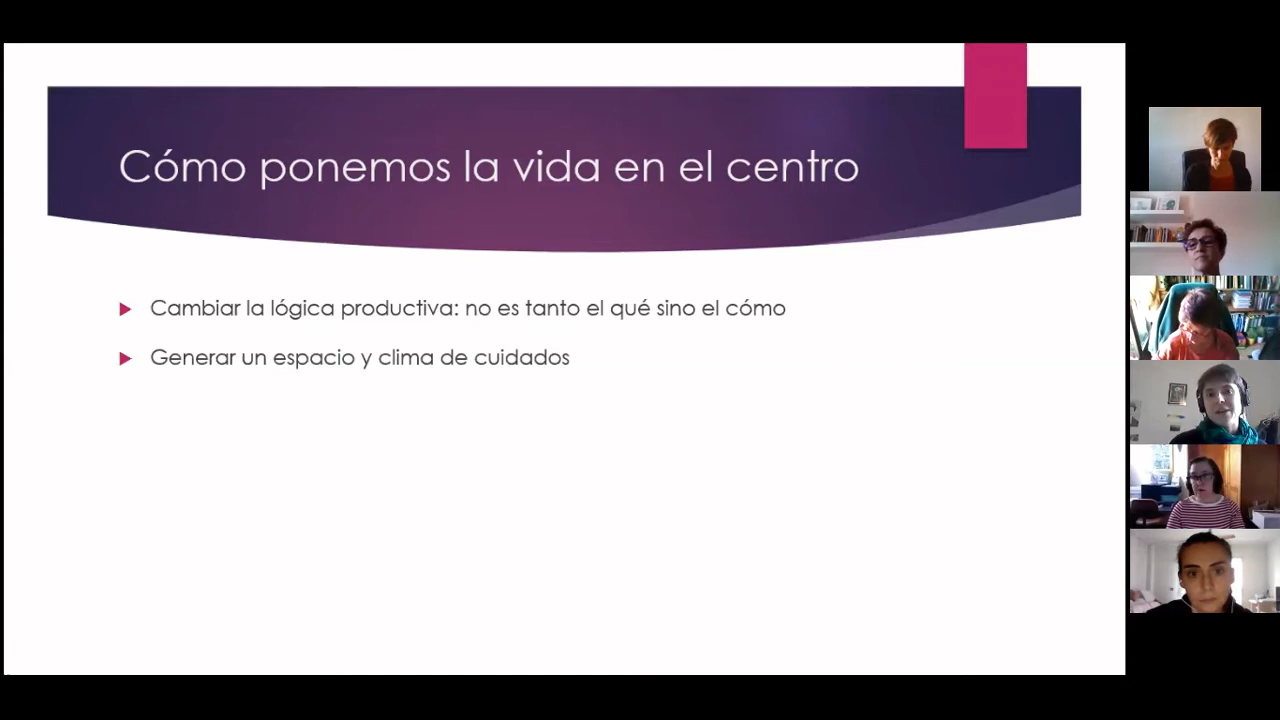 Cómo ponemos la vida en el centro
Cambiar la lógica productiva: no es tanto el qué sino el cómo
Generar un espacio y clima de cuidados